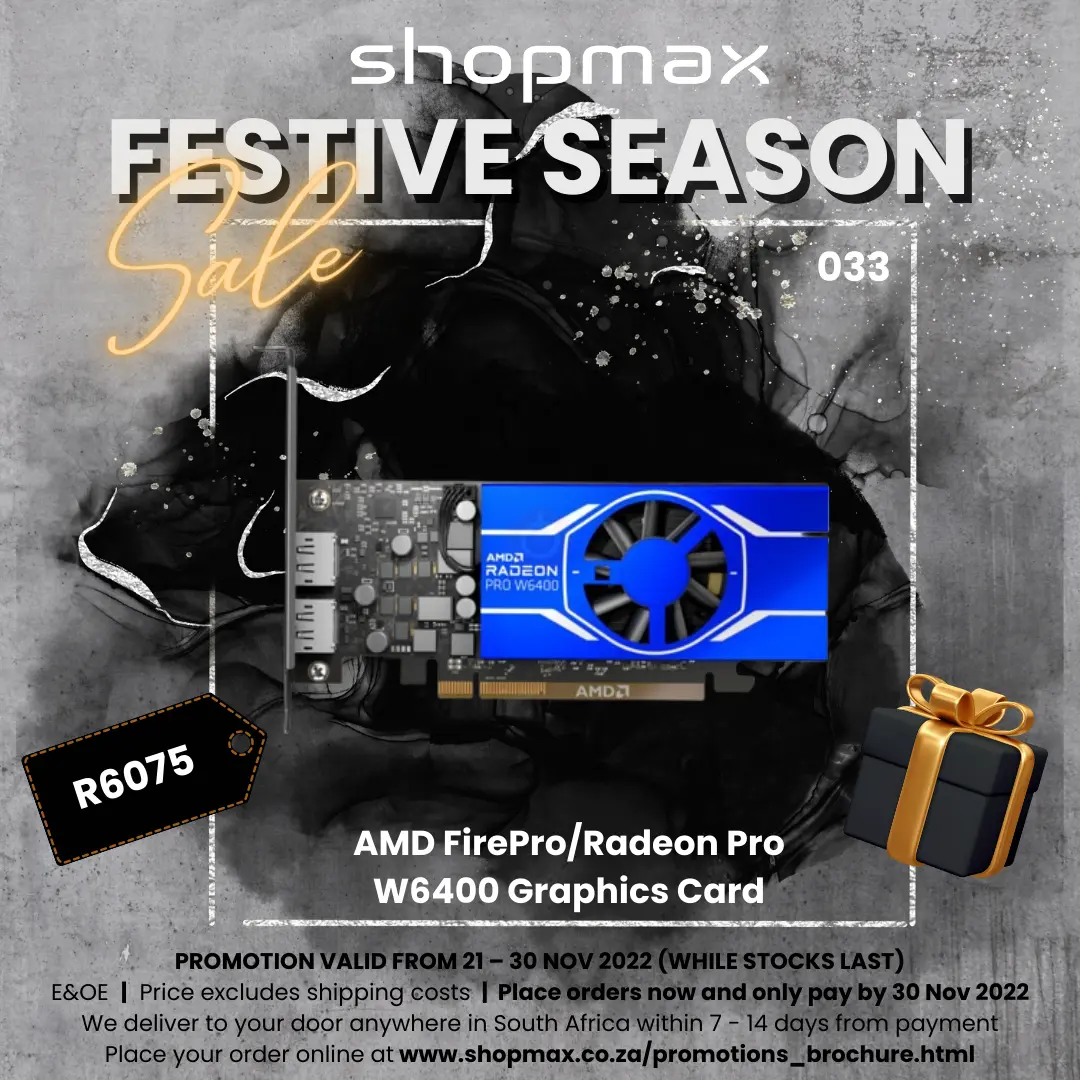 shopmax
FESTIVE SEASON
Sale
033
AMD
RADEON
PRO W6400
AMD
R6075
AMD FirePro/Radeon Pro
W6400 Graphics Card
PROMOTION VALID FROM 21 – 30 NOV 2022 (WHILE STOCKS LAST)
E&OE | Price excludes shipping costs | Place orders now and only pay by 30 Nov 2022
We deliver to your door anywhere in South Africa within 7 - 14 days from payment
Place your order online at www.shopmax.co.za/promotions_brochure.html